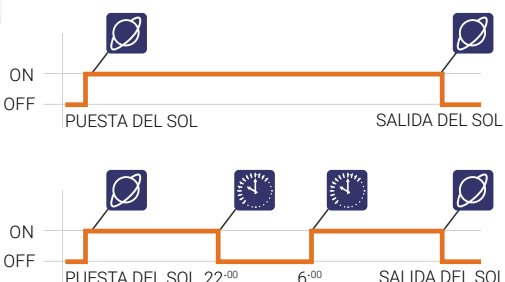 ON
OFF
PUESTA DEL SOL SALIDA DEL SOL
ON
OFF
PUESTA DEL SOL 22:00 6:00 SALIDA DEL SOL